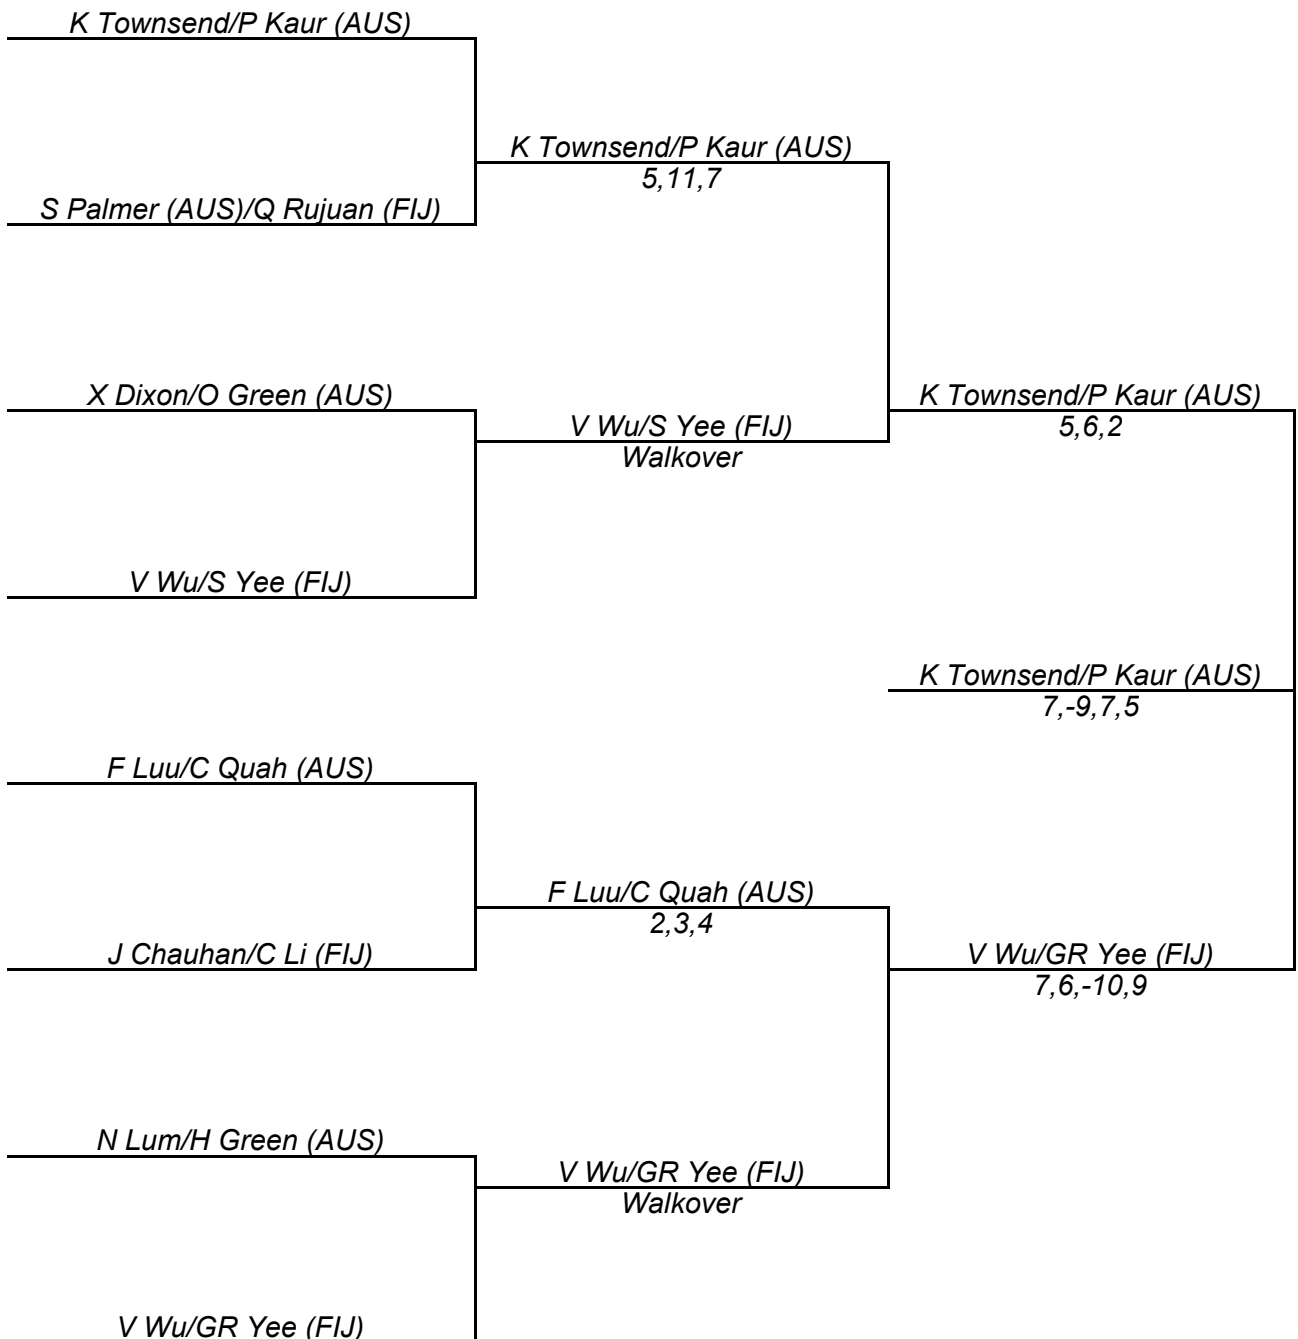 K Townsend/P Kaur (AUS)
K Townsend/P Kaur (AUS)
5,11,7
S Palmer (AUS)/Q Rujuan (FIJ)
X Dixon/O Green (AUS)
K Townsend/P Kaur (AUS)
5,6,2
V Wu/S Yee (FIJ)
Walkover
V Wu/S Yee (FIJ)
K Townsend/P Kaur (AUS)
7,-9,7,5
F Luu/C Quah (AUS)
F Luu/C Quah (AUS)
2,3,4
J Chauhan/C Li (FIJ)
V Wu/GR Yee (FIJ)
7,6,-10,9
N Lum/H Green (AUS)
V Wu/GR Yee (FIJ)
Walkover
V Wu/GR Yee (FIJ)